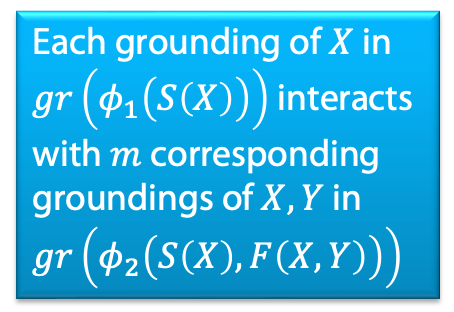 Each grounding of X in
gr(ϕ₁(S(X))) interacts
with m corresponding
groundings of X, Y in
gr(ϕ₂(S(X), F(X, Y)))